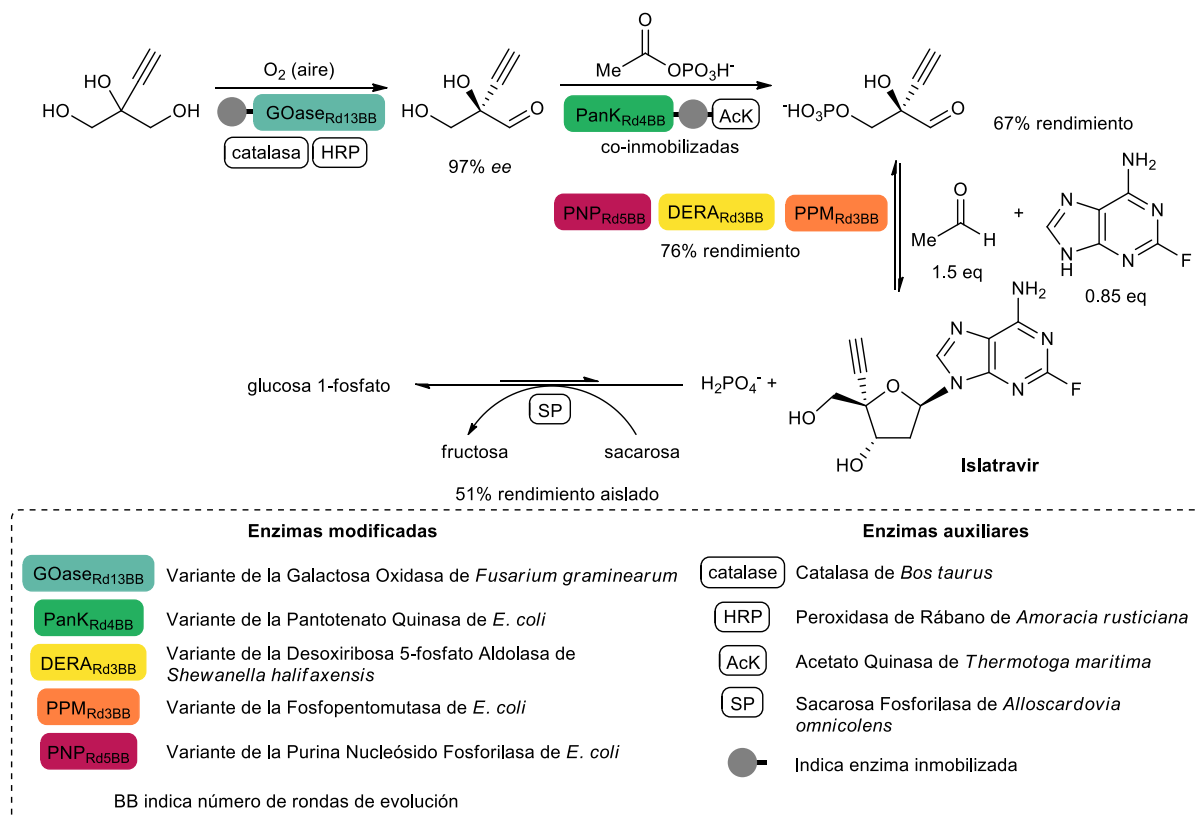 O₂ (aire)
GOaseRd13BB
catalasa
HRP
HO
HO
OH
HO
HO
O
97% ee
O
Me
OPO₃H⁻
PanKRd4BB
AcK
co-inmobilizadas
⁻HO₃PO
HO
O
67% rendimiento
PNPRd5BB
DERARd3BB
PPMRd3BB
76% rendimiento
O
Me
H
1.5 eq
+
NH₂
N
N
N
N
H
F
0.85 eq
glucosa 1-fosfato
SP
fructosa
sacarosa
51% rendimiento aislado
H₂PO₄⁻ +
NH₂
N
N
N
N
F
O
HO
HO
Islatravir
Enzimas modificadas
GOaseRd13BB Variante de la Galactosa Oxidasa de Fusarium graminearum
PanKRd4BB Variante de la Pantotenato Quinasa de E. coli
DERARd3BB Variante de la Desoxiribosa 5-fosfato Aldolasa de
Shewanella halifaxensis
PPMRd3BB Variante de la Fosfopentomutasa de E. coli
PNPRd5BB Variante de la Purina Nucleósido Fosforilasa de E. coli
BB indica número de rondas de evolución
Enzimas auxiliares
catalase Catalasa de Bos taurus
HRP Peroxidasa de Rábano de Amoracia rusticiana
AcK Acetato Quinasa de Thermotoga maritima
SP Sacarosa Fosforilasa de Alloscardovia
omnicolens
Indica enzima inmobilizada